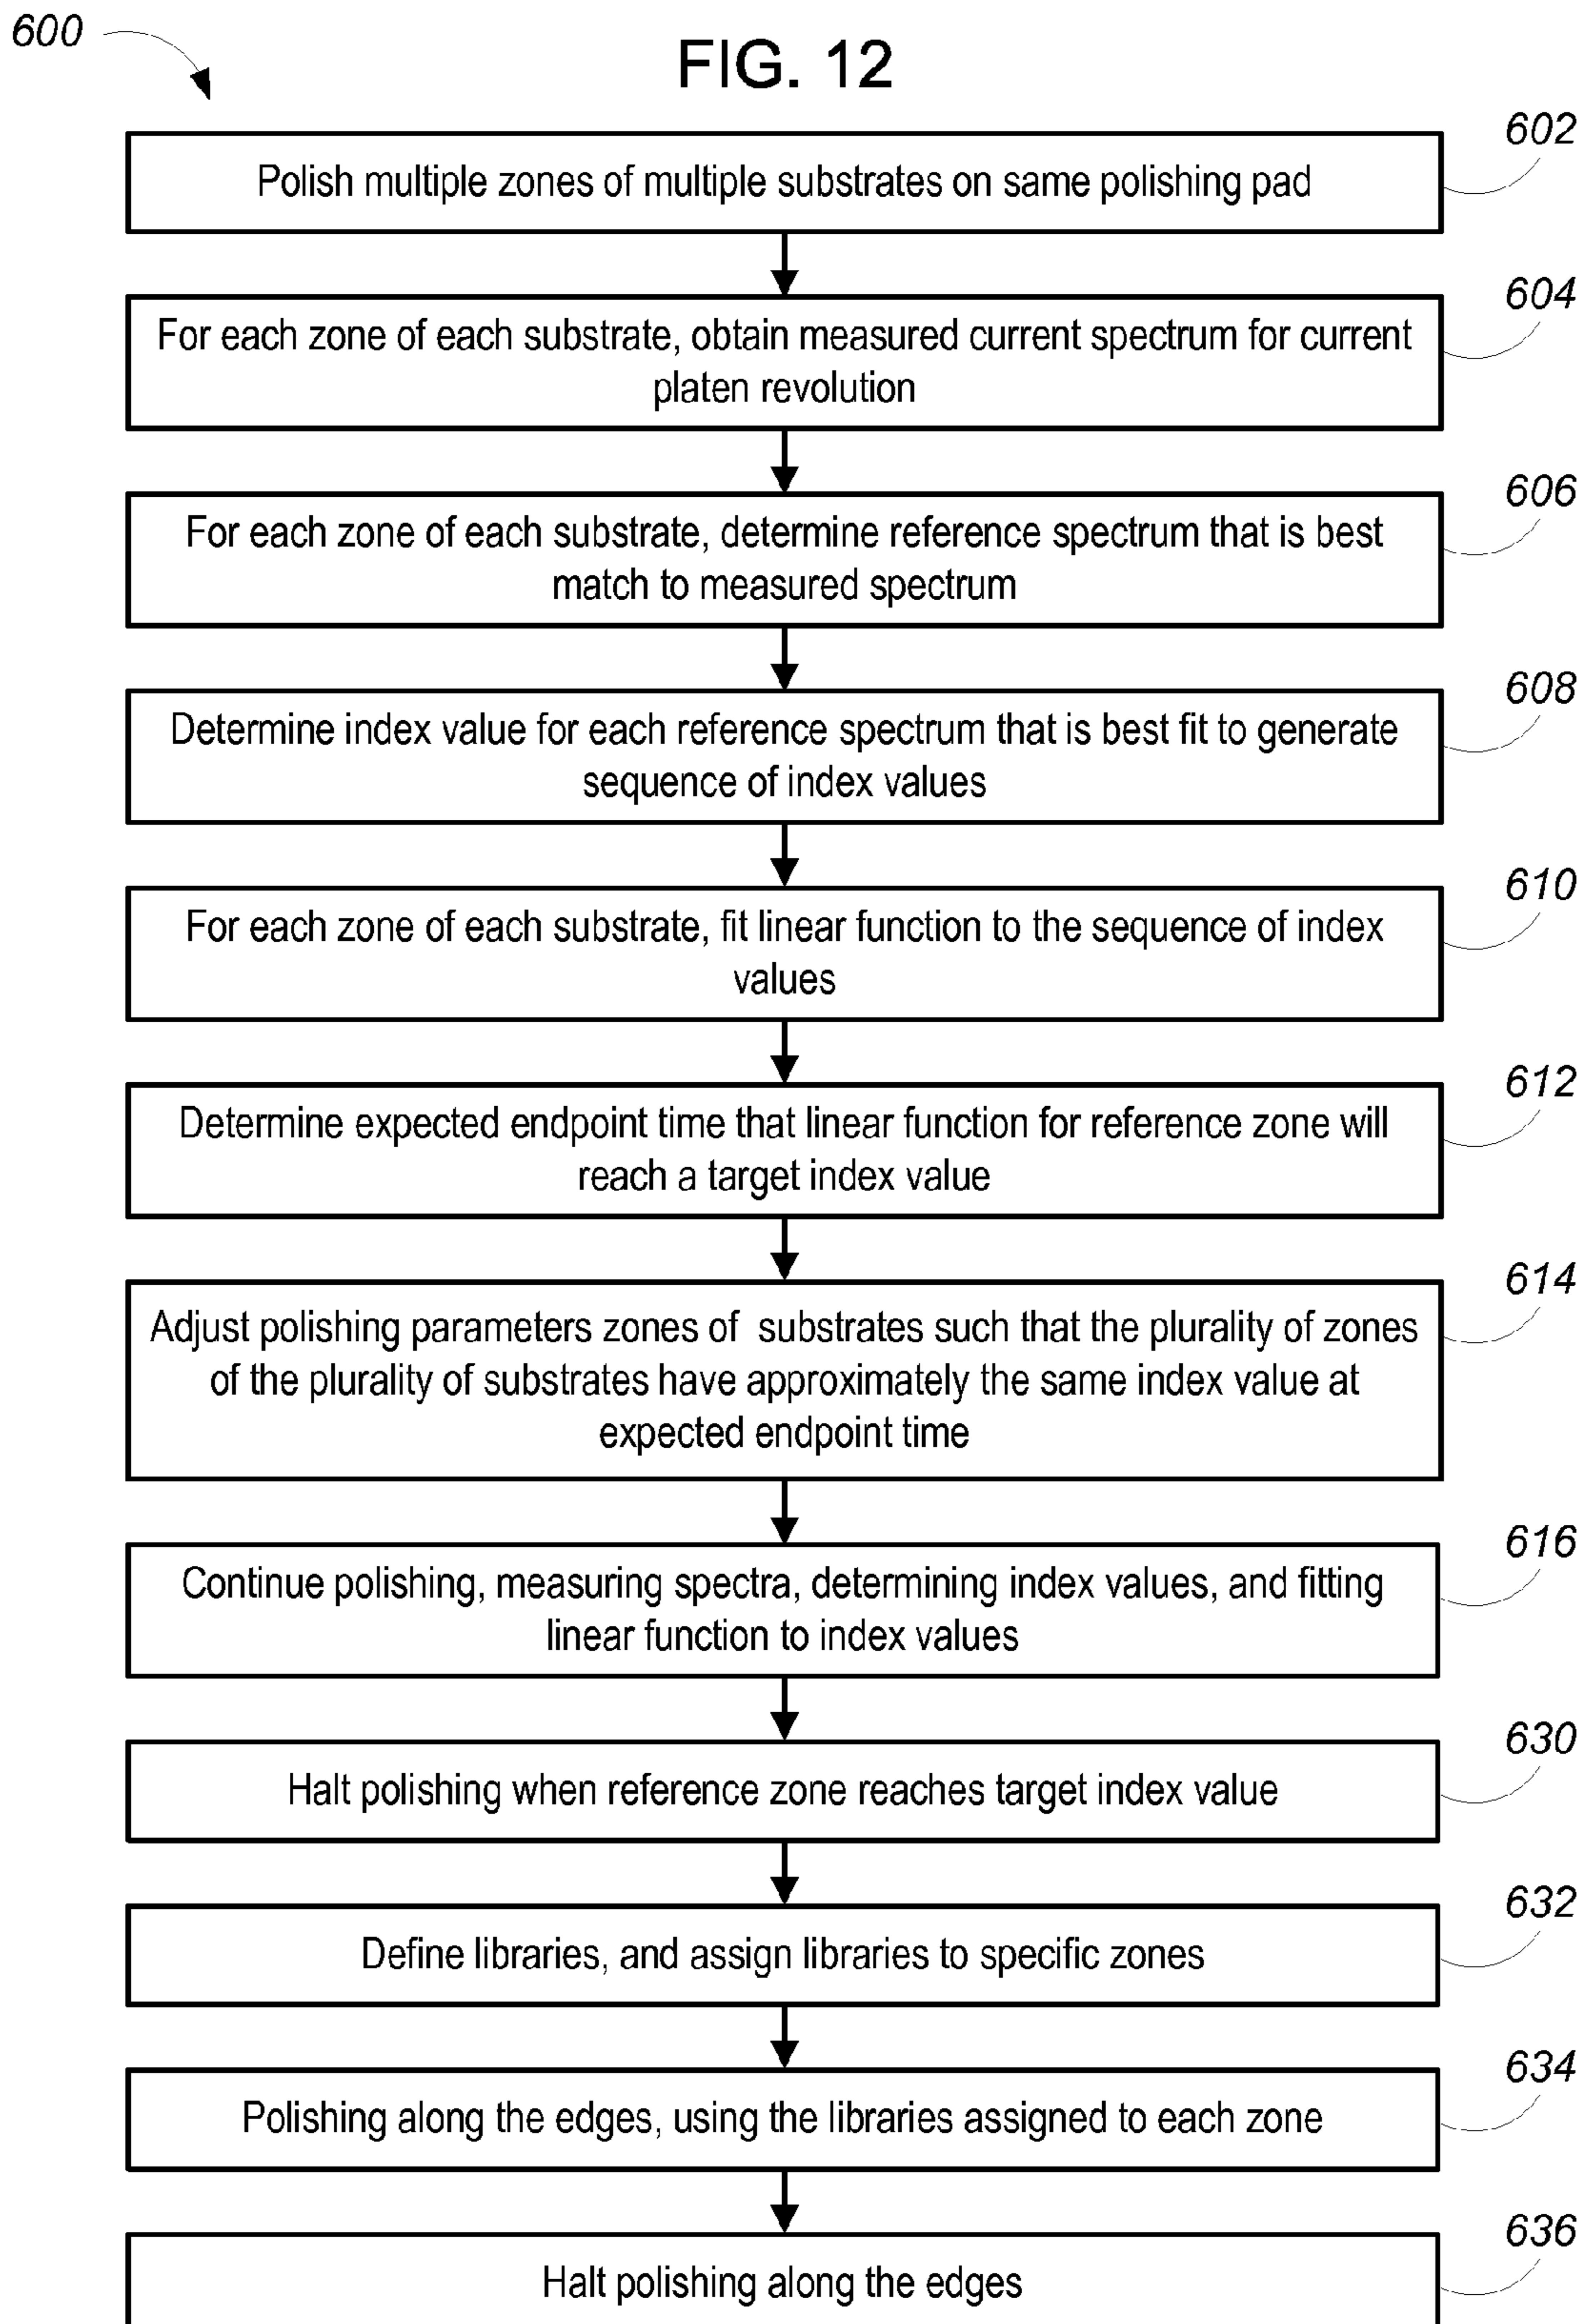 600
FIG. 12
602
Polish multiple zones of multiple substrates on same polishing pad
604
For each zone of each substrate, obtain measured current spectrum for current
platen revolution
606
For each zone of each substrate, determine reference spectrum that is best
match to measured spectrum
608
Determine index value for each reference spectrum that is best fit to generate
sequence of index values
610
For each zone of each substrate, fit linear function to the sequence of index
values
612
Determine expected endpoint time that linear function for reference zone will
reach a target index value
614
Adjust polishing parameters zones of substrates such that the plurality of zones
of the plurality of substrates have approximately the same index value at
expected endpoint time
616
Continue polishing, measuring spectra, determining index values, and fitting
linear function to index values
630
Halt polishing when reference zone reaches target index value
632
Define libraries, and assign libraries to specific zones
634
Polishing along the edges, using the libraries assigned to each zone
636
Halt polishing along the edges